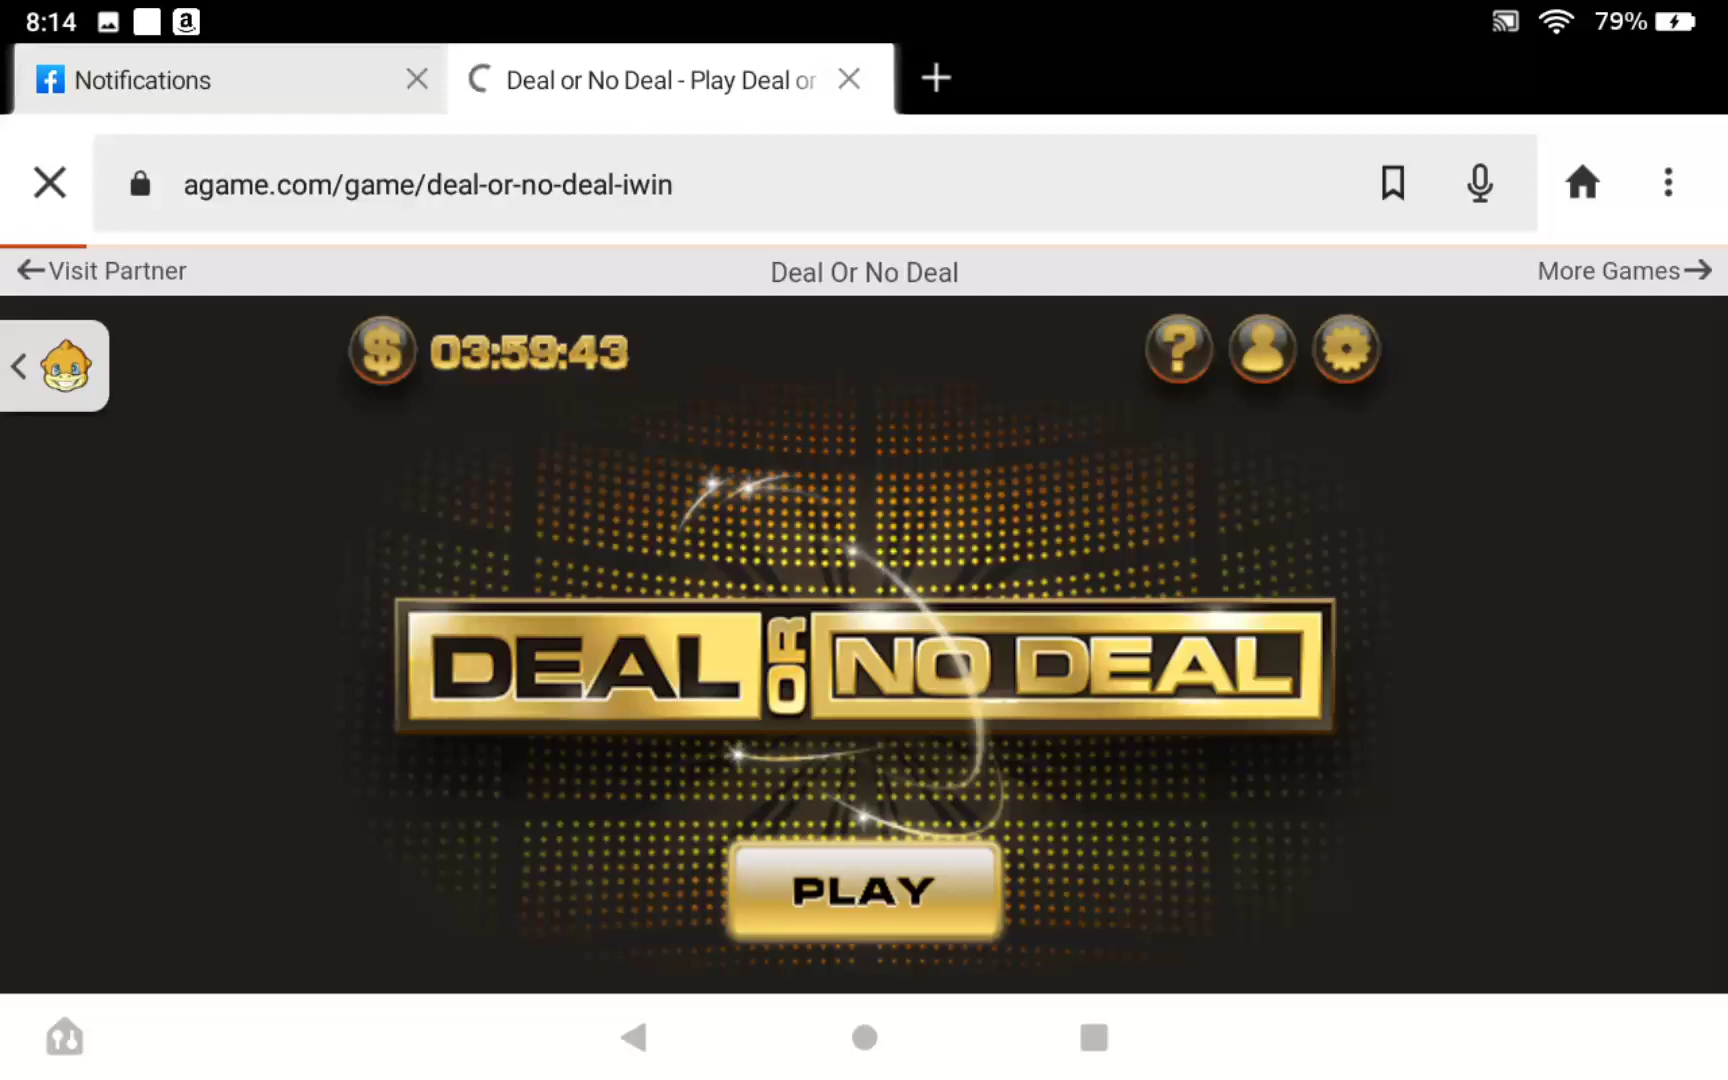 8:14
79%
Notifications
Deal or No Deal - Play Deal or
agame.com/game/deal-or-no-deal-iwin
Visit Partner
Deal Or No Deal
More Games
03:59:43
DEAL OR NO DEAL
PLAY